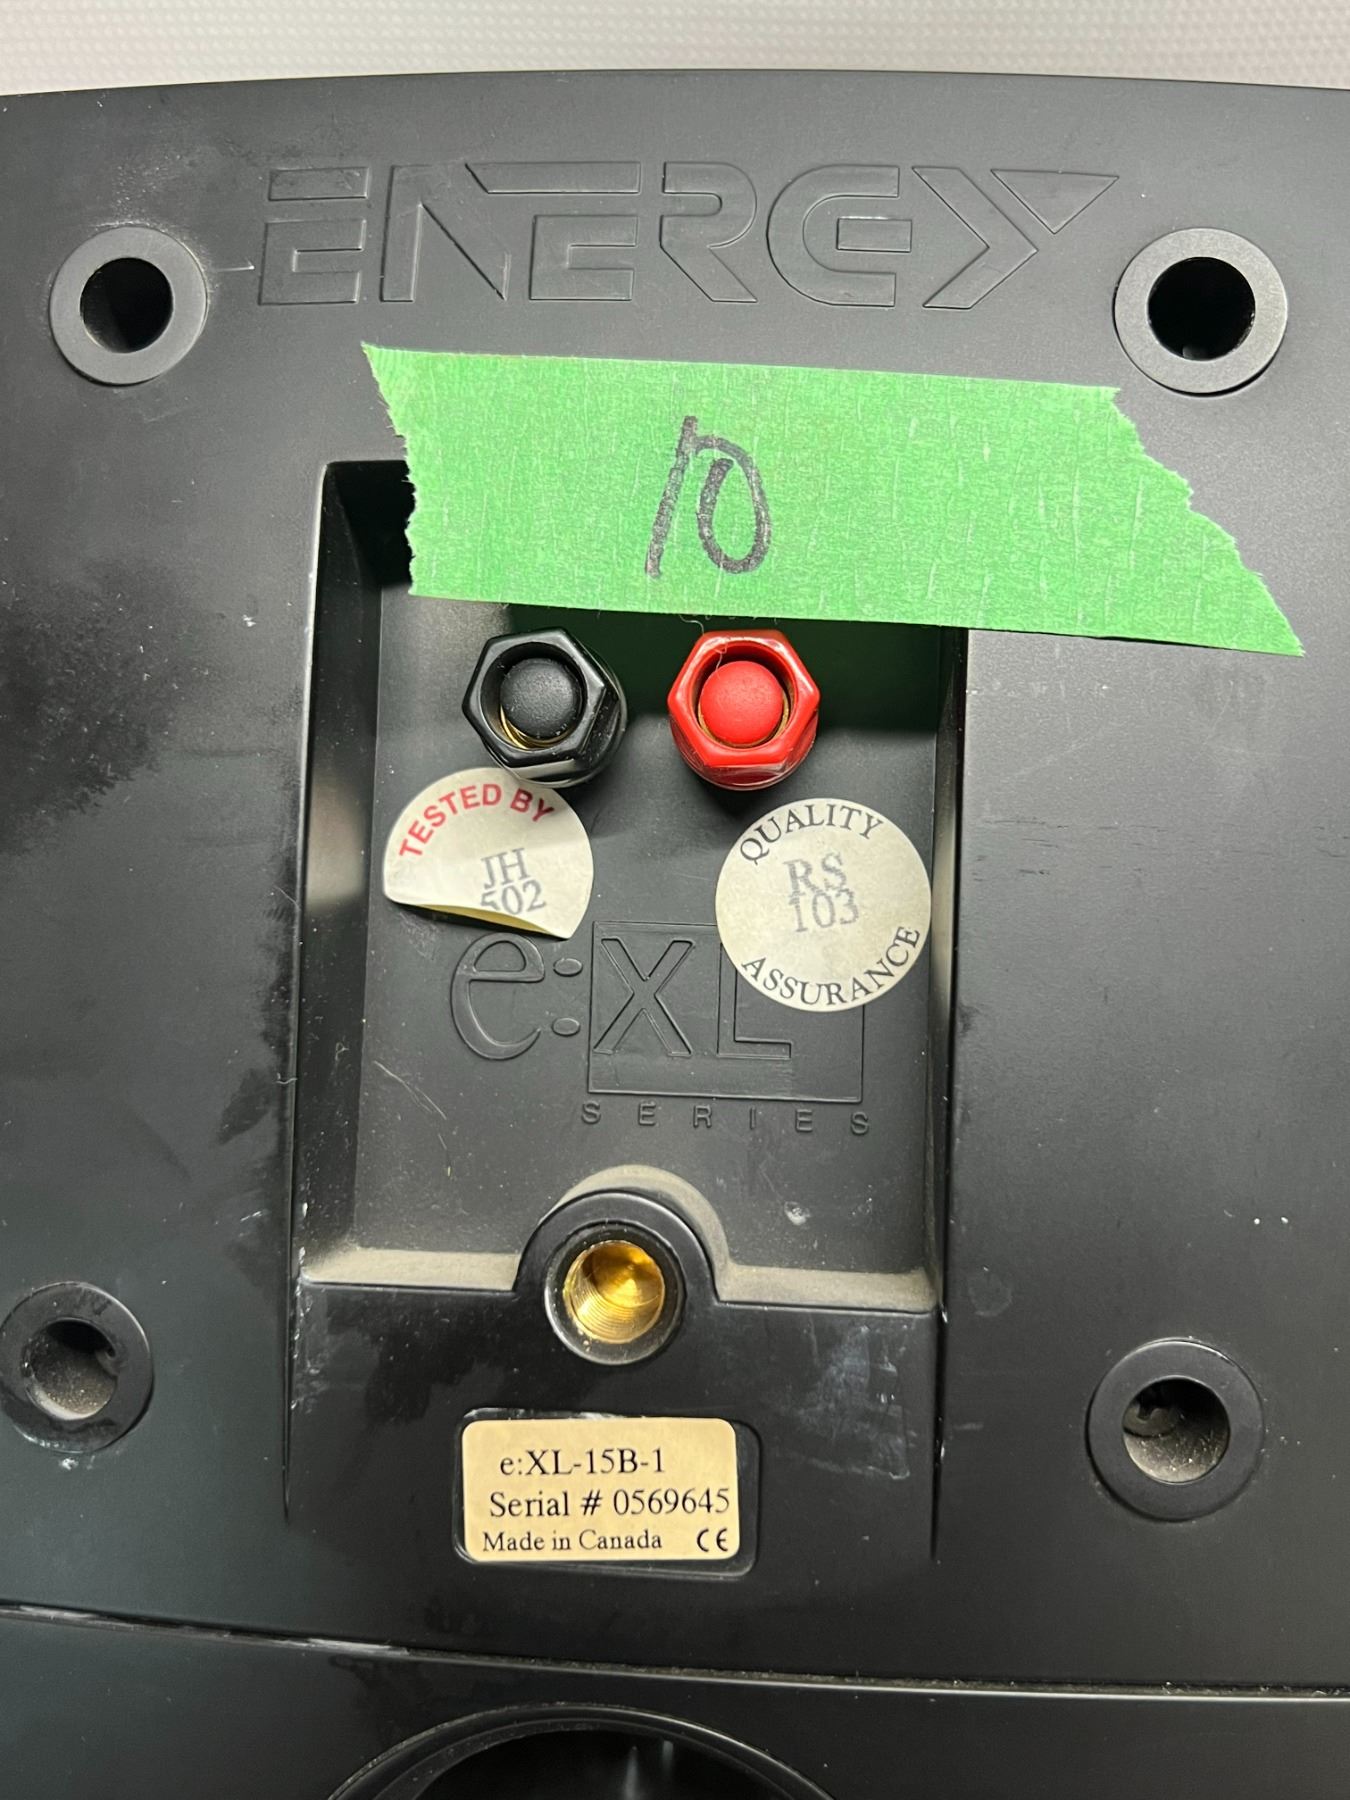 ENERGY
10
TESTED BY
JH
502
QUALITY
RS
103
ASSURANCE
e:XL
SERIES
e:XL-15B-1
Serial # 0569645
Made in Canada CE